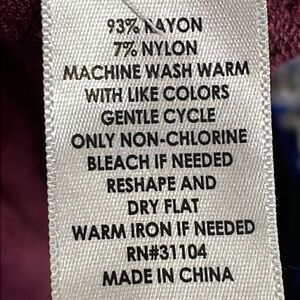 93% RAYON
7% NYLON
MACHINE WASH WARM
WITH LIKE COLORS
GENTLE CYCLE
ONLY NON-CHLORINE
BLEACH IF NEEDED
RESHAPE AND
DRY FLAT
WARM IRON IF NEEDED
RN#31104
MADE IN CHINA